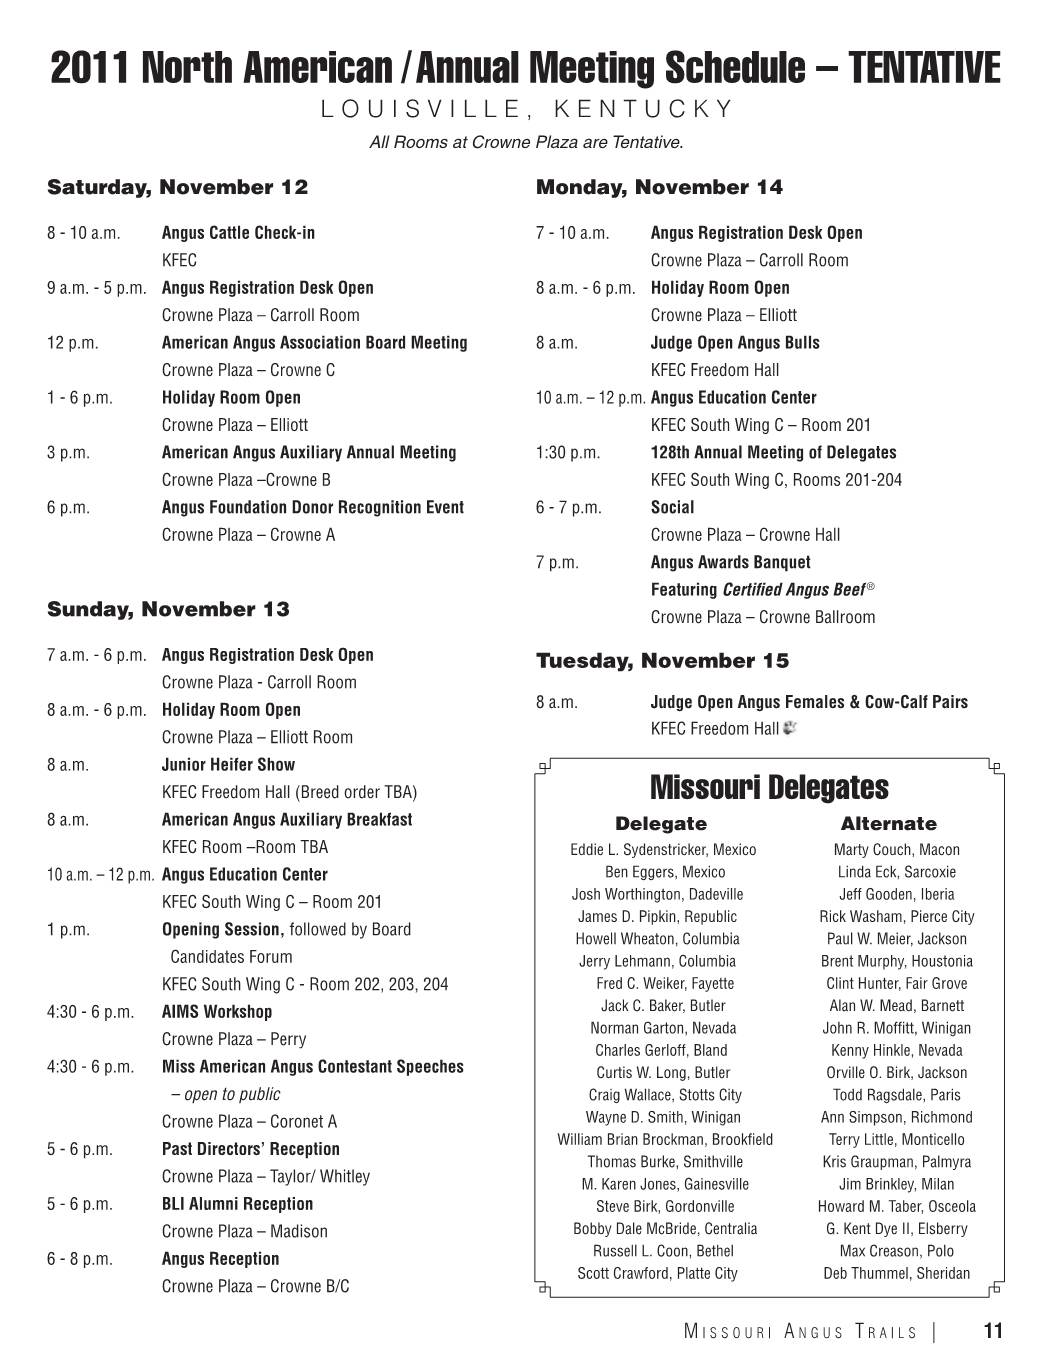 2011 North American / Annual Meeting Schedule – TENTATIVE
LOUISVILLE, KENTUCKY
All Rooms at Crowne Plaza are Tentative.
Saturday, November 12
8 - 10 a.m. Angus Cattle Check-in
KFEC
9 a.m. - 5 p.m. Angus Registration Desk Open
Crowne Plaza – Carroll Room
12 p.m. American Angus Association Board Meeting
Crowne Plaza – Crowne C
1 - 6 p.m. Holiday Room Open
Crowne Plaza – Elliott
3 p.m. American Angus Auxiliary Annual Meeting
Crowne Plaza –Crowne B
6 p.m. Angus Foundation Donor Recognition Event
Crowne Plaza – Crowne A
Sunday, November 13
7 a.m. - 6 p.m. Angus Registration Desk Open
Crowne Plaza - Carroll Room
8 a.m. - 6 p.m. Holiday Room Open
Crowne Plaza – Elliott Room
8 a.m. Junior Heifer Show
KFEC Freedom Hall (Breed order TBA)
8 a.m. American Angus Auxiliary Breakfast
KFEC Room –Room TBA
10 a.m. – 12 p.m. Angus Education Center
KFEC South Wing C – Room 201
1 p.m. Opening Session, followed by Board
Candidates Forum
KFEC South Wing C - Room 202, 203, 204
4:30 - 6 p.m. AIMS Workshop
Crowne Plaza – Perry
4:30 - 6 p.m. Miss American Angus Contestant Speeches
– open to public
Crowne Plaza – Coronet A
5 - 6 p.m. Past Directors’ Reception
Crowne Plaza – Taylor/ Whitley
5 - 6 p.m. BLI Alumni Reception
Crowne Plaza – Madison
6 - 8 p.m. Angus Reception
Crowne Plaza – Crowne B/C
Monday, November 14
7 - 10 a.m. Angus Registration Desk Open
Crowne Plaza – Carroll Room
8 a.m. - 6 p.m. Holiday Room Open
Crowne Plaza – Elliott
8 a.m. Judge Open Angus Bulls
KFEC Freedom Hall
10 a.m. – 12 p.m. Angus Education Center
KFEC South Wing C – Room 201
1:30 p.m. 128th Annual Meeting of Delegates
KFEC South Wing C, Rooms 201-204
6 - 7 p.m. Social
Crowne Plaza – Crowne Hall
7 p.m. Angus Awards Banquet
Featuring Certified Angus Beef®
Crowne Plaza – Crowne Ballroom
Tuesday, November 15
8 a.m. Judge Open Angus Females & Cow-Calf Pairs
KFEC Freedom Hall
Missouri Delegates
Delegate Alternate
Eddie L. Sydenstricker, Mexico Marty Couch, Macon
Ben Eggers, Mexico Linda Eck, Sarcoxie
Josh Worthington, Dadeville Jeff Gooden, Iberia
James D. Pipkin, Republic Rick Washam, Pierce City
Howell Wheaton, Columbia Paul W. Meier, Jackson
Jerry Lehmann, Columbia Brent Murphy, Houstonia
Fred C. Weiker, Fayette Clint Hunter, Fair Grove
Jack C. Baker, Butler Alan W. Mead, Barnett
Norman Garton, Nevada John R. Moffitt, Winigan
Charles Gerloff, Bland Kenny Hinkle, Nevada
Curtis W. Long, Butler Orville O. Birk, Jackson
Craig Wallace, Stotts City Todd Ragsdale, Paris
Wayne D. Smith, Winigan Ann Simpson, Richmond
William Brian Brockman, Brookfield Terry Little, Monticello
Thomas Burke, Smithville Kris Graupman, Palmyra
M. Karen Jones, Gainesville Jim Brinkley, Milan
Steve Birk, Gordonville Howard M. Taber, Osceola
Bobby Dale McBride, Centralia G. Kent Dye II, Elsberry
Russell L. Coon, Bethel Max Creason, Polo
Scott Crawford, Platte City Deb Thummel, Sheridan
MISSOURI ANGUS TRAILS | 11